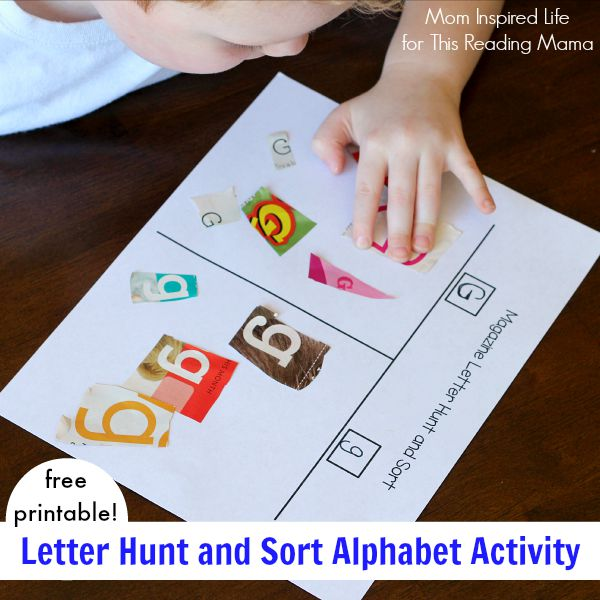 Mom Inspired Life
for This Reading Mama
G
G
G
G
g
g
g
g
HISMONTH
G
g
Magazine Letter Hunt and Sort
free
printable!
Letter Hunt and Sort Alphabet Activity